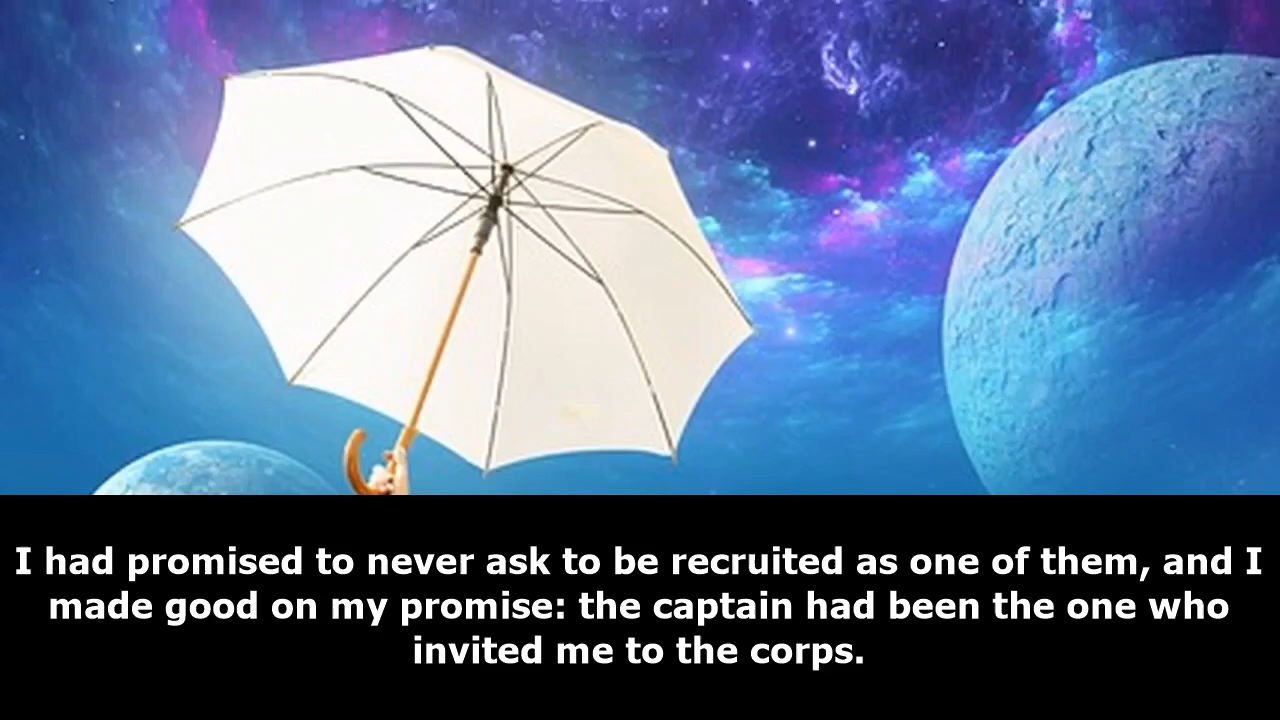 I had promised to never ask to be recruited as one of them, and I
made good on my promise: the captain had been the one who
invited me to the corps.